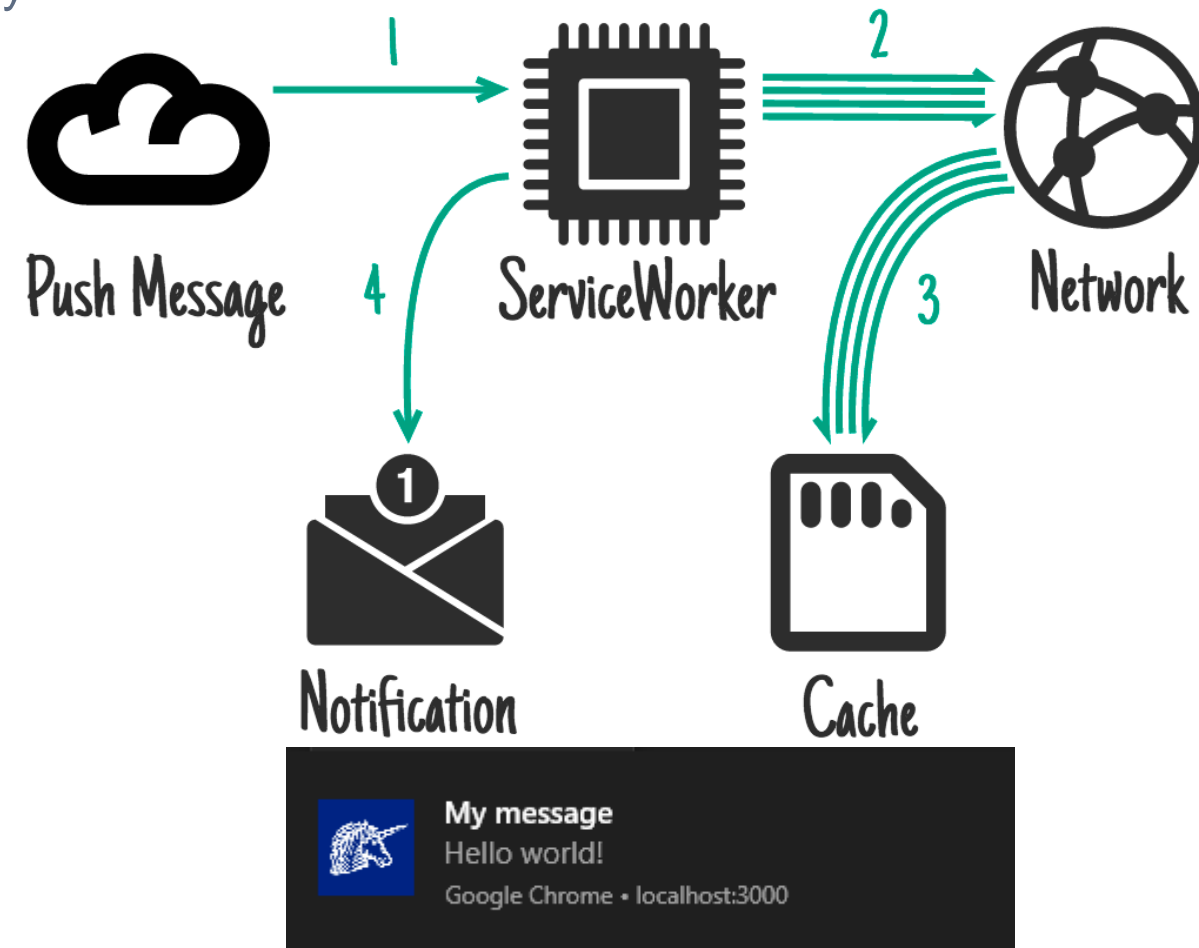 y
1
2
Push Message
4
ServiceWorker
3
Network
1
Notification
Cache
My message
Hello world!
Google Chrome • localhost:3000